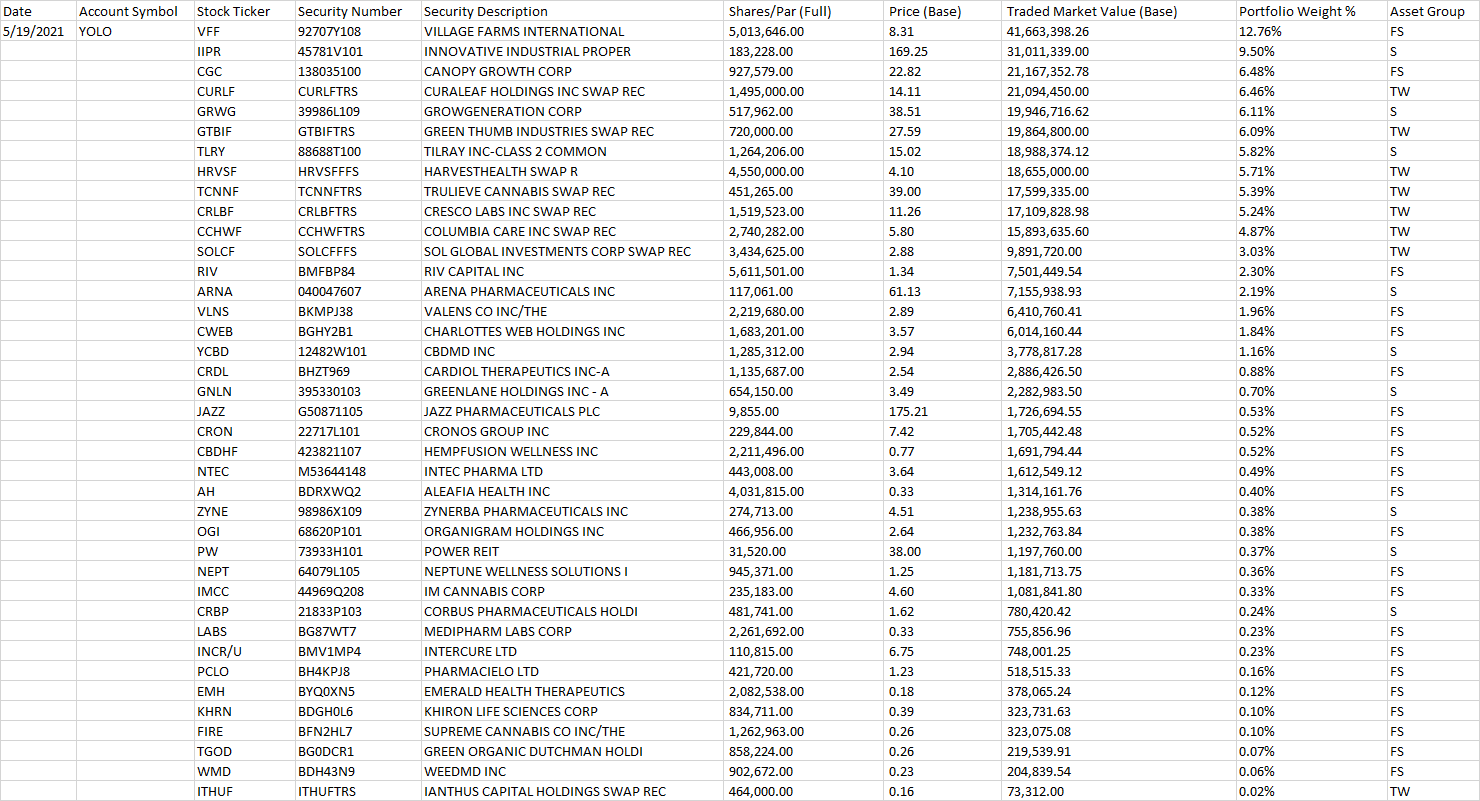 Date Account Symbol Stock Ticker Security Number Security Description Shares/Par (Full) Price (Base) Traded Market Value (Base) Portfolio Weight % Asset Group
5/19/2021 YOLO VFF 92707Y108 VILLAGE FARMS INTERNATIONAL 5,013,646.00 8.31 41,663,398.26 12.76% FS
IIPR 45781V101 INNOVATIVE INDUSTRIAL PROPER 183,228.00 169.25 31,011,339.00 9.50% S
CGC 138035100 CANOPY GROWTH CORP 927,579.00 22.82 21,167,352.78 6.48% FS
CURLF CURLFTRS CURALEAF HOLDINGS INC SWAP REC 1,495,000.00 14.11 21,094,450.00 6.46% TW
GRWG 39986L109 GROWGENERATION CORP 517,962.00 38.51 19,946,716.62 6.11% S
GTBIF GTBIFTRS GREEN THUMB INDUSTRIES SWAP REC 720,000.00 27.59 19,864,800.00 6.09% TW
TLRY 88688T100 TILRAY INC-CLASS 2 COMMON 1,264,206.00 15.02 18,988,374.12 5.82% S
HRVSF HRVSFFFS HARVESTHEALTH SWAP R 4,550,000.00 4.10 18,655,000.00 5.71% TW
TCNNF TCNNFTRS TRULIEVE CANNABIS SWAP REC 451,265.00 39.00 17,599,335.00 5.39% TW
CRLBF CRLBFTRS CRESCO LABS INC SWAP REC 1,519,523.00 11.26 17,109,828.98 5.24% TW
CCHWF CCHWFTRS COLUMBIA CARE INC SWAP REC 2,740,282.00 5.80 15,893,635.60 4.87% TW
SOLCF SOLCFFFS SOL GLOBAL INVESTMENTS CORP SWAP REC 3,434,625.00 2.88 9,891,720.00 3.03% TW
RIV BMFBP84 RIV CAPITAL INC 5,611,501.00 1.34 7,501,449.54 2.30% FS
ARNA 040047607 ARENA PHARMACEUTICALS INC 117,061.00 61.13 7,155,938.93 2.19% S
VLNS BKMPJ38 VALENS CO INC/THE 2,219,680.00 2.89 6,410,760.41 1.96% FS
CWEB BGHY2B1 CHARLOTTES WEB HOLDINGS INC 1,683,201.00 3.57 6,014,160.44 1.84% FS
YCBD 12482W101 CBDMD INC 1,285,312.00 2.94 3,778,817.28 1.16% S
CRDL BHZT969 CARDIOL THERAPEUTICS INC-A 1,135,687.00 2.54 2,886,426.50 0.88% FS
GNLN 395330103 GREENLANE HOLDINGS INC - A 654,150.00 3.49 2,282,983.50 0.70% S
JAZZ G50871105 JAZZ PHARMACEUTICALS PLC 9,855.00 175.21 1,726,694.55 0.53% FS
CRON 22717L101 CRONOS GROUP INC 229,844.00 7.42 1,705,442.48 0.52% FS
CBDHF 423821107 HEMPFUSION WELLNESS INC 2,211,496.00 0.77 1,691,794.44 0.52% FS
NTEC M53644148 INTEC PHARMA LTD 443,008.00 3.64 1,612,549.12 0.49% FS
AH BDRXWQ2 ALEAFIA HEALTH INC 4,031,815.00 0.33 1,314,161.76 0.40% FS
ZYNE 98986X109 ZYNERBA PHARMACEUTICALS INC 274,713.00 4.51 1,238,955.63 0.38% S
OGI 68620P101 ORGANIGRAM HOLDINGS INC 466,956.00 2.64 1,232,763.84 0.38% FS
PW 73933H101 POWER REIT 31,520.00 38.00 1,197,760.00 0.37% S
NEPT 64079L105 NEPTUNE WELLNESS SOLUTIONS I 945,371.00 1.25 1,181,713.75 0.36% FS
IMCC 44969Q208 IM CANNABIS CORP 235,183.00 4.60 1,081,841.80 0.33% FS
CRBP 21833P103 CORBUS PHARMACEUTICALS HOLDI 481,741.00 1.62 780,420.42 0.24% S
LABS BG87WT7 MEDIPHARM LABS CORP 2,261,692.00 0.33 755,856.96 0.23% FS
INCR/U BMV1MP4 INTERCURE LTD 110,815.00 6.75 748,001.25 0.23% FS
PCLO BH4KPJ8 PHARMACIELO LTD 421,720.00 1.23 518,515.33 0.16% FS
EMH BYQ0XN5 EMERALD HEALTH THERAPEUTICS 2,082,538.00 0.18 378,065.24 0.12% FS
KHRN BDGH0L6 KHIRON LIFE SCIENCES CORP 834,711.00 0.39 323,731.63 0.10% FS
FIRE BFN2HL7 SUPREME CANNABIS CO INC/THE 1,262,963.00 0.26 323,075.08 0.10% FS
TGOD BG0DCR1 GREEN ORGANIC DUTCHMAN HOLDI 858,224.00 0.26 219,539.91 0.07% FS
WMD BDH43N9 WEEDMD INC 902,672.00 0.23 204,839.54 0.06% FS
ITHUF ITHUFTRS IANTHUS CAPITAL HOLDINGS SWAP REC 464,000.00 0.16 73,312.00 0.02% TW